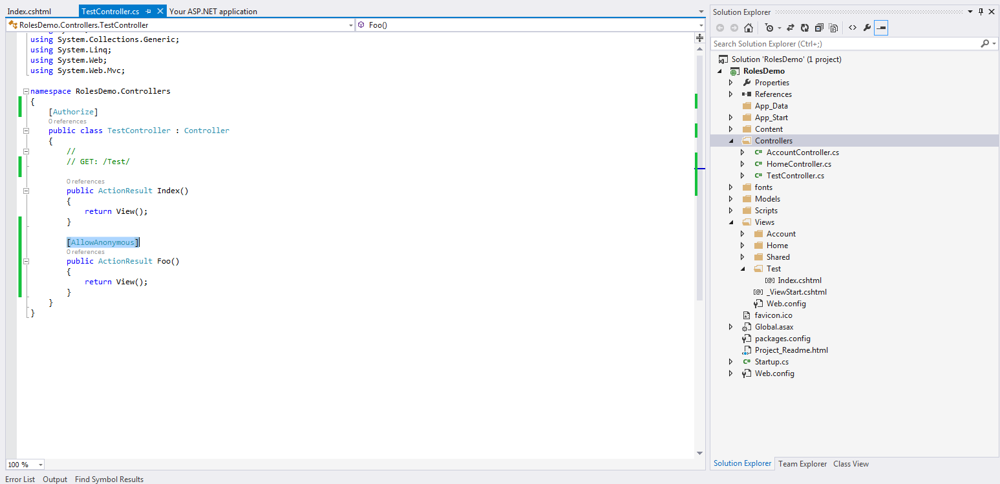 Index.cshtml
TestController.cs
Your ASP.NET application
RolesDemo.Controllers.TestController
Foo()
using System.Collections.Generic;
using System.Linq;
using System.Web;
using System.Web.Mvc;
namespace RolesDemo.Controllers
{
[Authorize]
0 references
public class TestController : Controller
{
//
// GET: /Test/
0 references
public ActionResult Index()
{
return View();
}
[AllowAnonymous]
0 references
public ActionResult Foo()
{
return View();
}
}
}
100 %
Error List Output Find Symbol Results
Solution Explorer
Search Solution Explorer (Ctrl+;)
Solution 'RolesDemo' (1 project)
RolesDemo
Properties
References
App_Data
App_Start
Content
Controllers
C# AccountController.cs
C# HomeController.cs
C# TestController.cs
fonts
Models
Scripts
Views
Account
Home
Shared
Test
[@] Index.cshtml
[@] _ViewStart.cshtml
Web.config
favicon.ico
Global.asax
packages.config
Project_Readme.html
C# Startup.cs
Web.config
Solution Explorer Team Explorer Class View